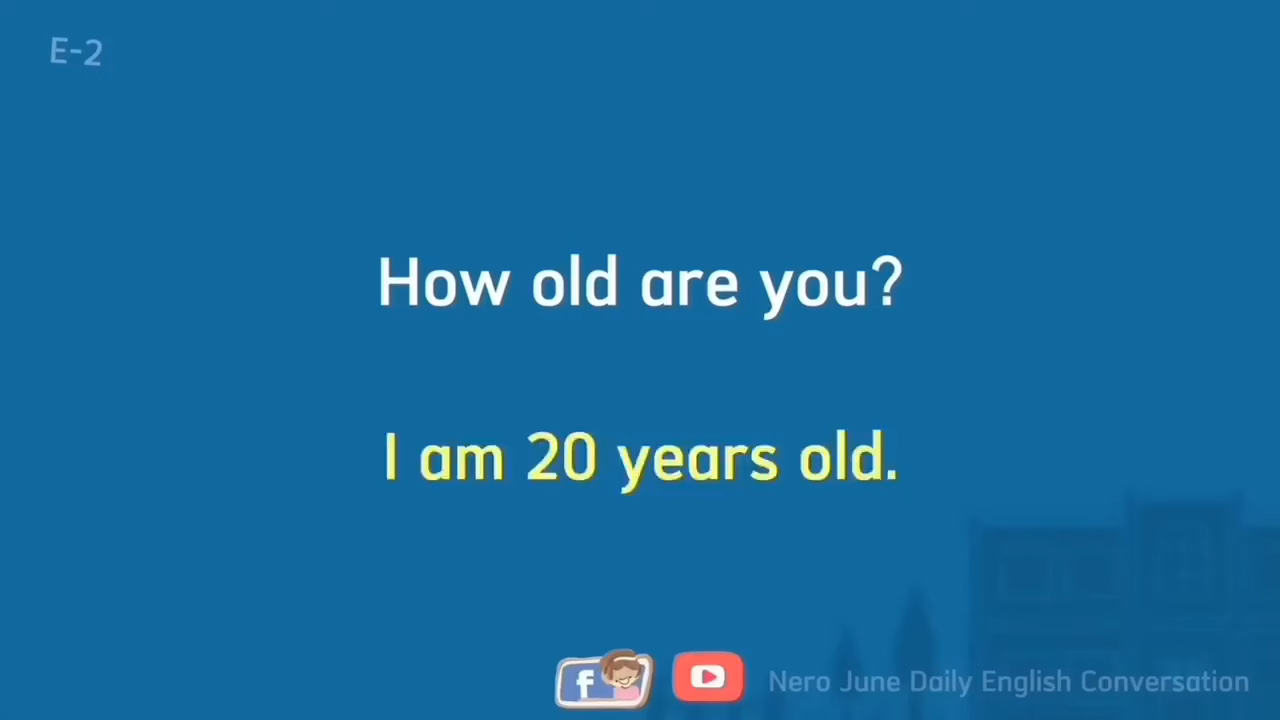 E-2
How old are you?
I am 20 years old.
f
Nero June Daily English Conversation